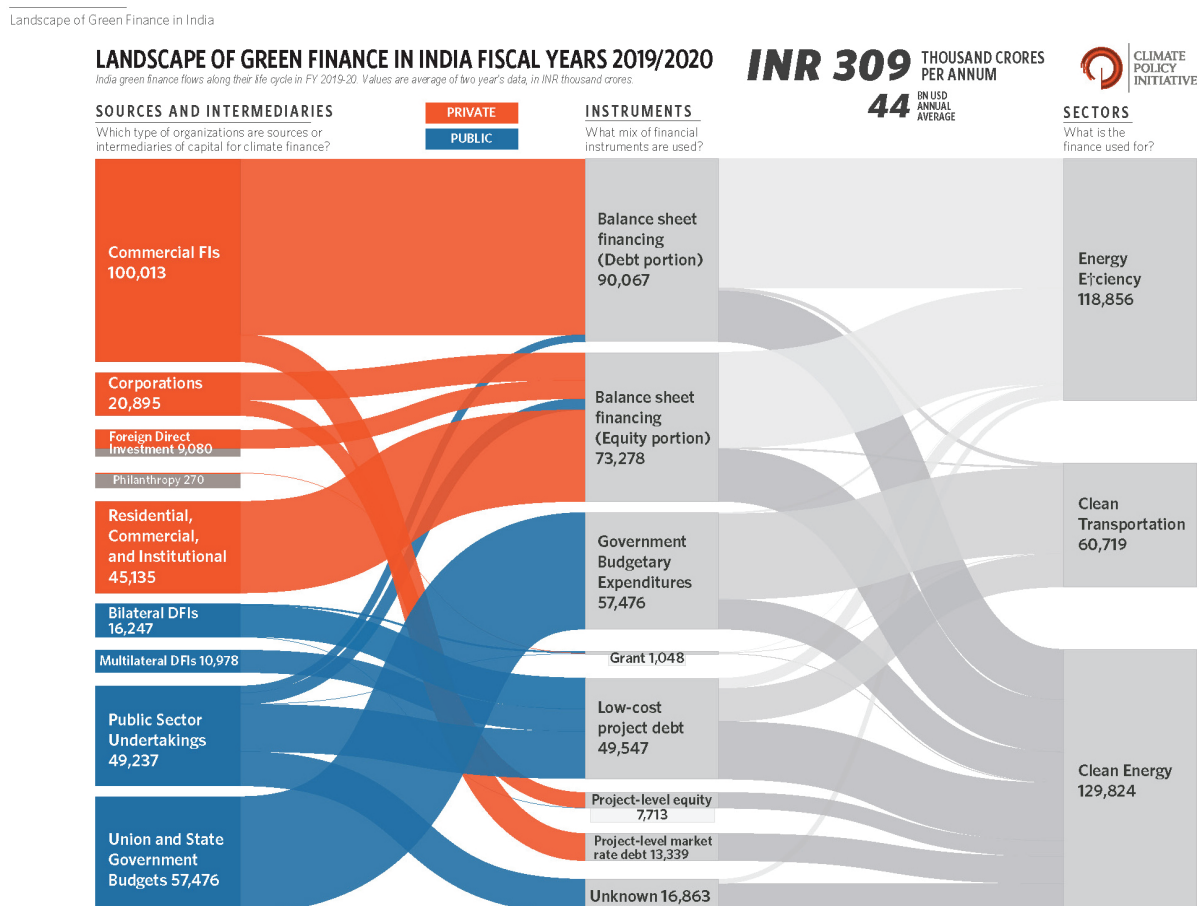 Landscape of Green Finance in India
LANDSCAPE OF GREEN FINANCE IN INDIA FISCAL YEARS 2019/2020
India green finance flows along their life cycle in FY 2019-20. Values are average of two year's data, in INR thousand crores.
INR 309
THOUSAND CRORES
PER ANNUM
44
BN USD
ANNUAL
AVERAGE
CLIMATE
POLICY
INITIATIVE
SOURCES AND INTERMEDIARIES
Which type of organizations are sources or
intermediaries of capital for climate finance?
PRIVATE
PUBLIC
INSTRUMENTS
What mix of financial
instruments are used?
SECTORS
What is the
finance used for?
Commercial FIs
100,013
Corporations
20,895
Foreign Direct
Investment 9,080
Philanthropy 270
Residential,
Commercial,
and Institutional
45,135
Bilateral DFIs
16,247
Multilateral DFIs 10,978
Public Sector
Undertakings
49,237
Union and State
Government
Budgets 57,476
Balance sheet
financing
(Debt portion)
90,067
Balance sheet
financing
(Equity portion)
73,278
Government
Budgetary
Expenditures
57,476
Grant 1,048
Low-cost
project debt
49,547
Project-level equity
7,713
Project-level market
rate debt 13,339
Unknown 16,863
Energy
E†ciency
118,856
Clean
Transportation
60,719
Clean Energy
129,824